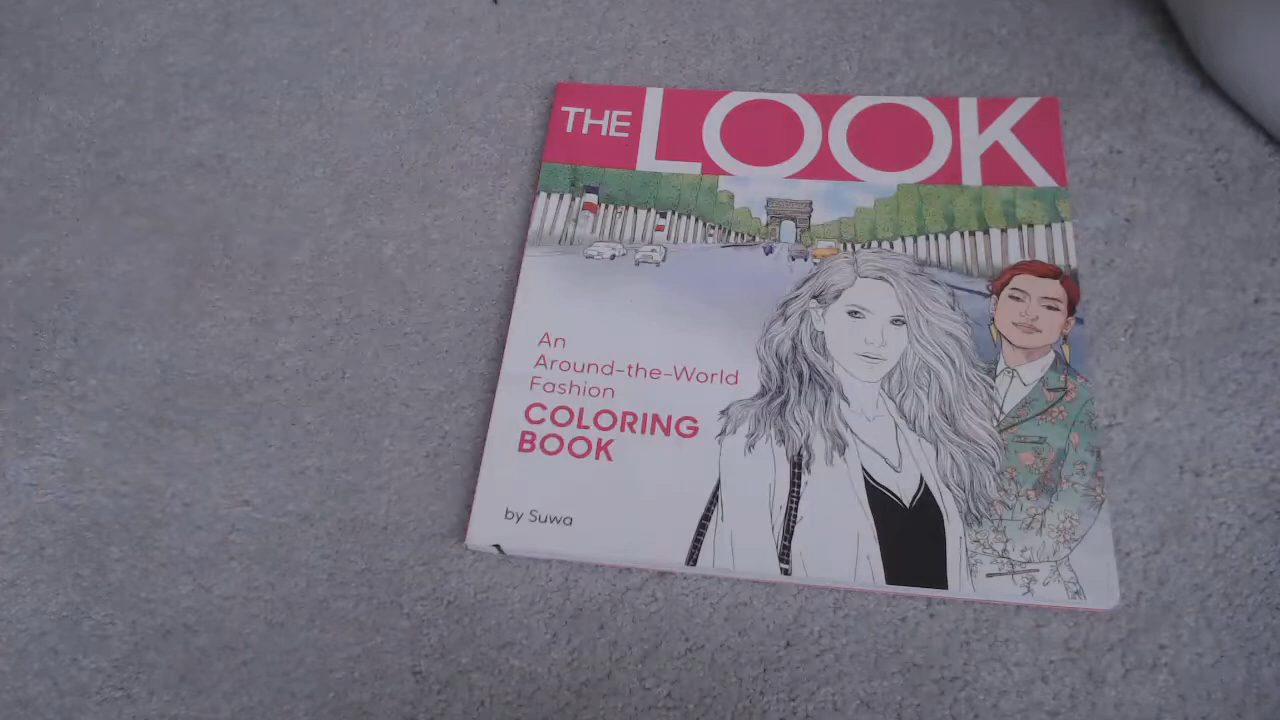 THE LOOK
An
Around-the-World
Fashion
COLORING
BOOK
by Suwa